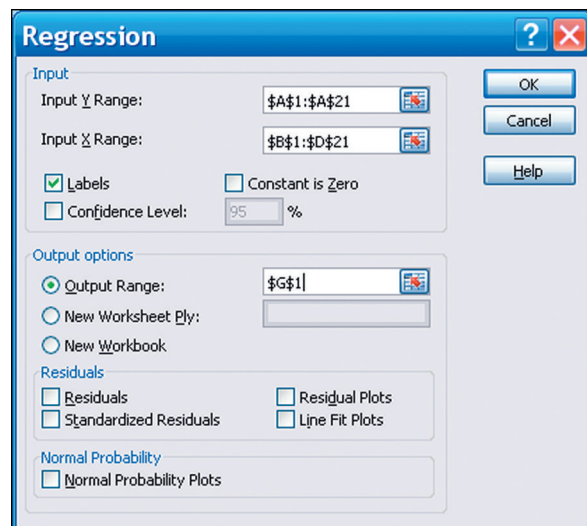 Regression
Input
Input Y Range: $A$1:$A$21
Input X Range: $B$1:$D$21
Labels Constant is Zero
Confidence Level: 95 %
OK
Cancel
Help
Output options
Output Range: $G$1
New Worksheet Ply:
New Workbook
Residuals
Residuals Residual Plots
Standardized Residuals Line Fit Plots
Normal Probability
Normal Probability Plots